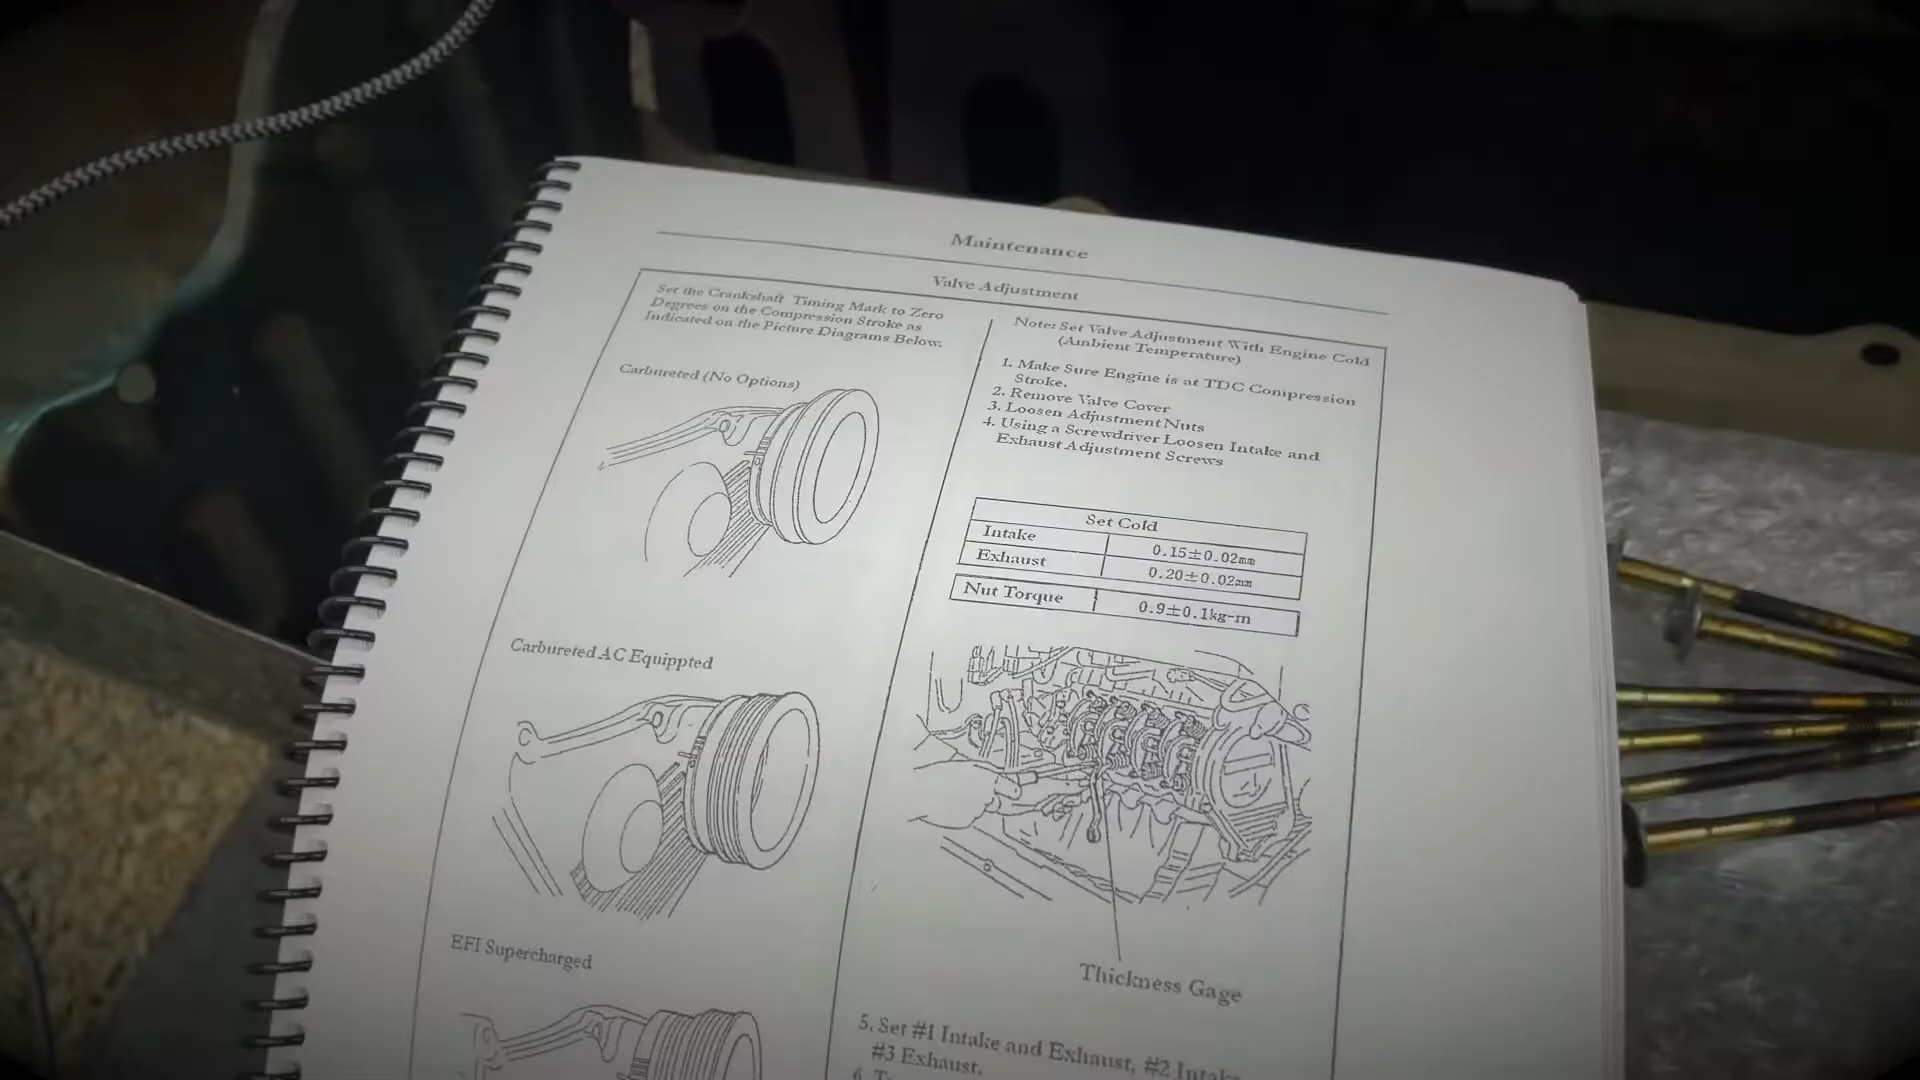 Maintenance
Valve Adjustment
Set the Crankshaft Timing Mark to Zero
Degrees on the Compression Stroke as
Indicated on the Picture Diagrams Below.
Carbureted (No Options)
Carbureted AC Equippted
EFI Supercharged
Note: Set Valve Adjustment With Engine Cold
(Ambient Temperature)
1. Make Sure Engine is at TDC Compression
Stroke.
2. Remove Valve Cover
3. Loosen Adjustment Nuts
4. Using a Screwdriver Loosen Intake and
Exhaust Adjustment Screws
Set Cold
Intake 0.15±0.02mm
Exhaust 0.20±0.02mm
Nut Torque 0.9±0.1kg-m
Thickness Gage
5. Set #1 Intake and Exhaust, #2 Intake
#3 Exhaust.
6.